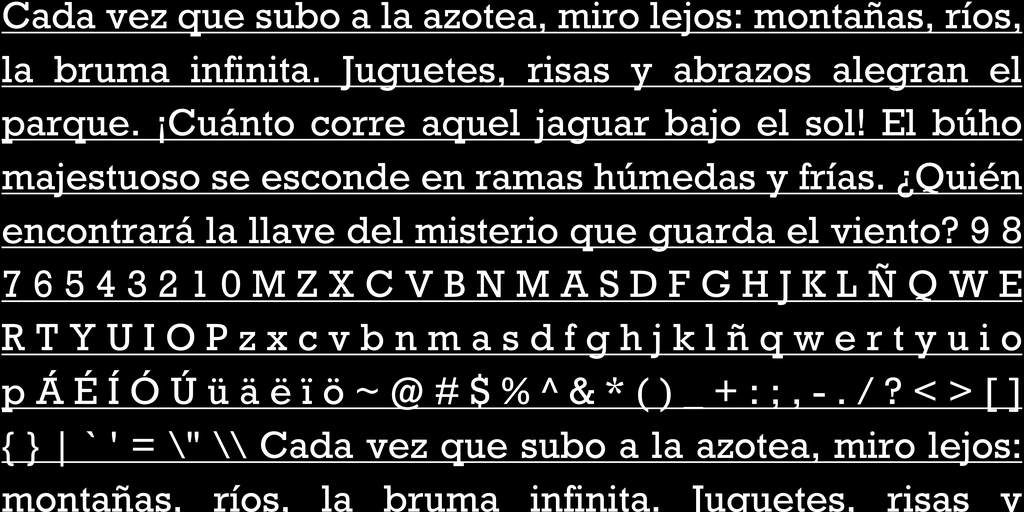 Cada vez que subo a la azotea, miro lejos: montañas, ríos,
la bruma infinita. Juguetes, risas y abrazos alegran el
parque. ¡Cuánto corre aquel jaguar bajo el sol! El búho
majestuoso se esconde en ramas húmedas y frías. ¿Quién
encontrará la llave del misterio que guarda el viento? 9 8
7 6 5 4 3 2 1 0 M Z X C V B N M A S D F G H J K L Ñ Q W E
R T Y U I O P z x c v b n m a s d f g h j k l ñ q w e r t y u i o
p Á É Í Ó Ú ü ä ë ï ö ~ @ # $ % ^ & * ( ) _ + : ; , - . / ? < > [ ]
{ } | ` ' = \" \\ Cada vez que subo a la azotea, miro lejos:
montañas, ríos, la bruma infinita. Juguetes, risas y